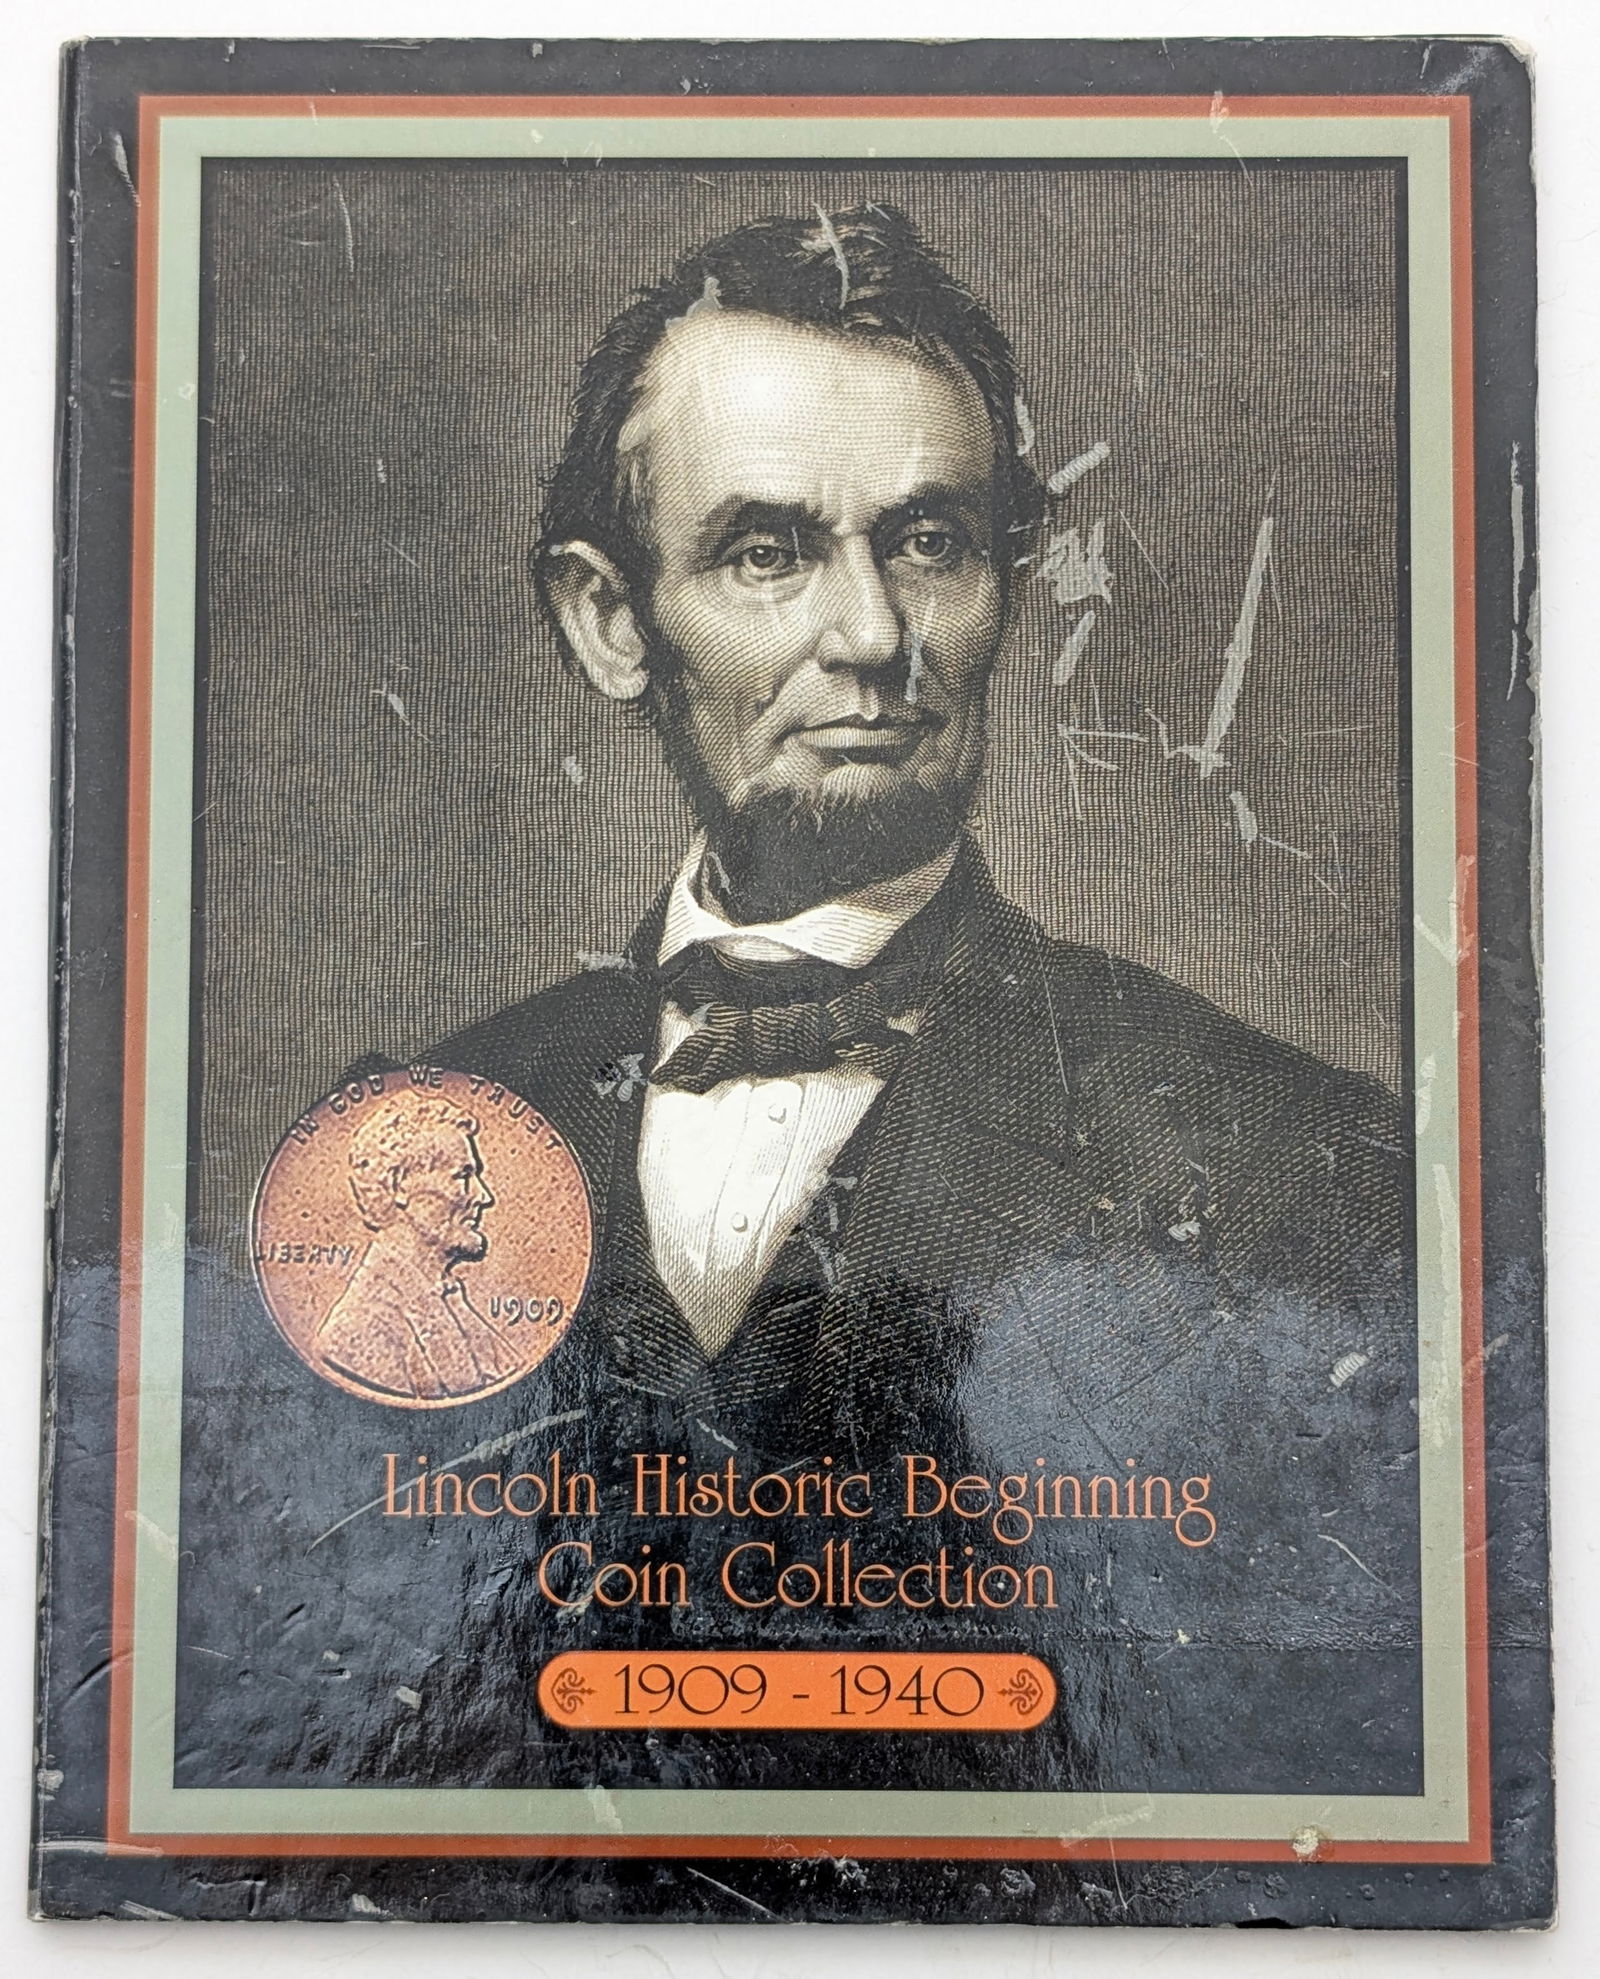 IN GOD WE TRUST
LIBERTY
1909
Lincoln Historic Beginning
Coin Collection
1909 - 1940